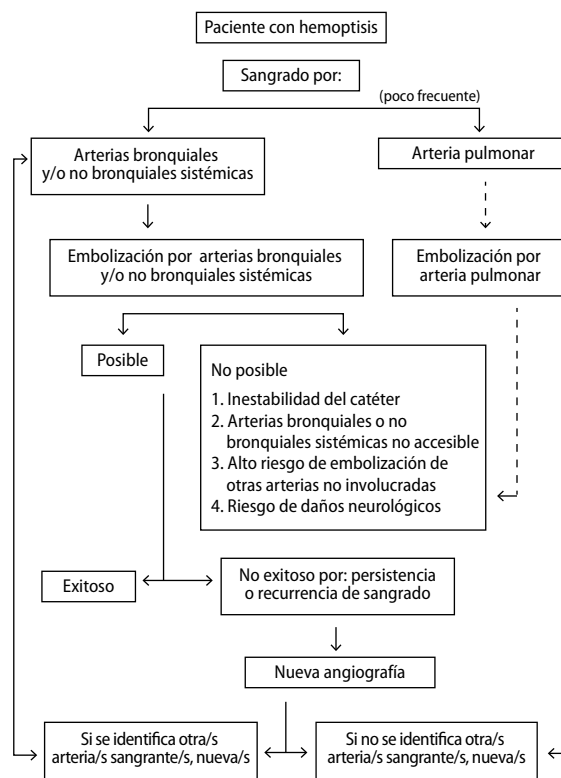 Paciente con hemoptisis
Sangrado por:
(poco frecuente)
Arterias bronquiales
y/o no bronquiales sistémicas
Arteria pulmonar
Embolización por arterias bronquiales
y/o no bronquiales sistémicas
Embolización por
arteria pulmonar
Posible
No posible
1. Inestabilidad del catéter
2. Arterias bronquiales o no
bronquiales sistémicas no accesible
3. Alto riesgo de embolización de
otras arterias no involucradas
4. Riesgo de daños neurológicos
Exitoso
No exitoso por: persistencia
o recurrencia de sangrado
Nueva angiografía
Si se identifica otra/s
arteria/s sangrante/s, nueva/s
Si no se identifica otra/s
arteria/s sangrante/s, nueva/s